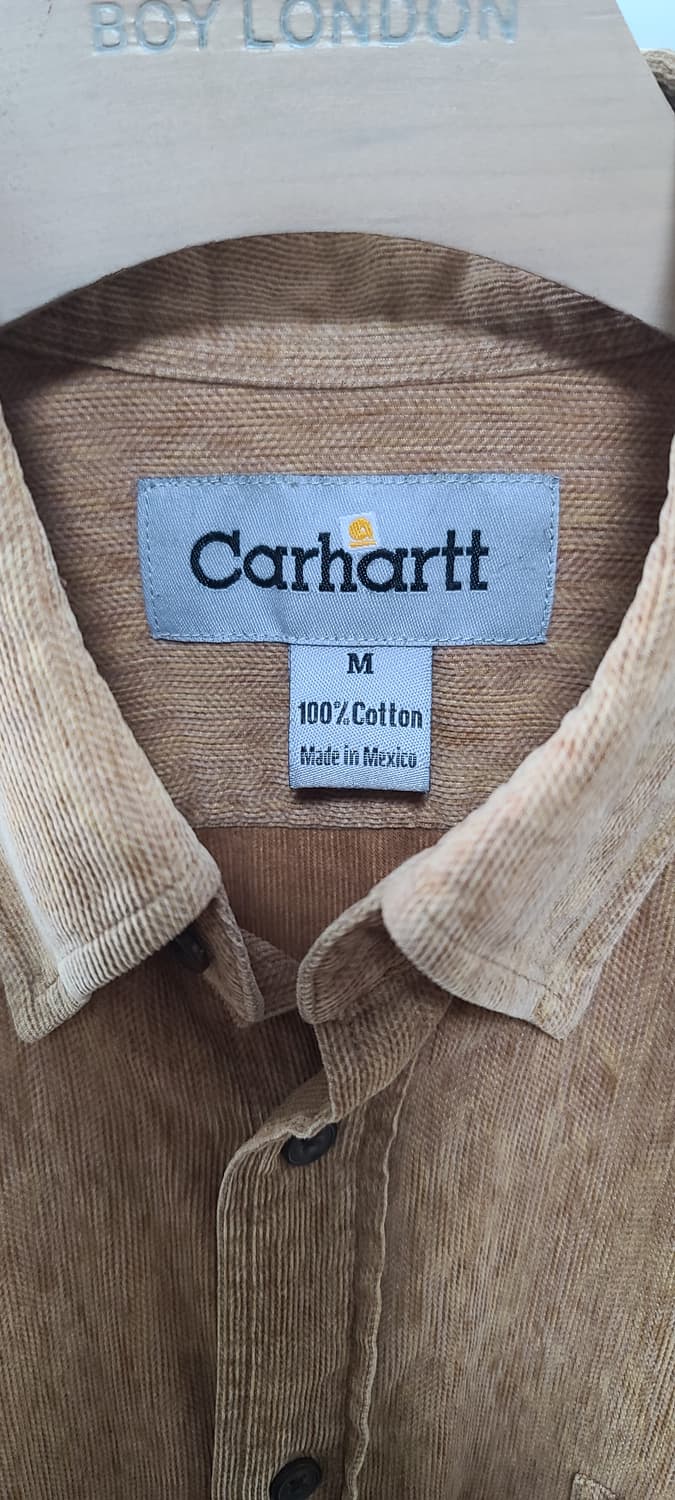 BOY LONDON
Carhartt
M
100% Cotton
Made in Mexico